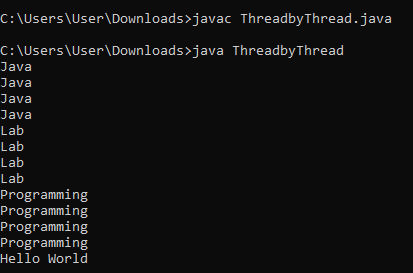 C:\Users\User\Downloads>javac ThreadbyThread.java
C:\Users\User\Downloads>java ThreadbyThread
Java
Java
Java
Java
Lab
Lab
Lab
Lab
Programming
Programming
Programming
Programming
Hello World